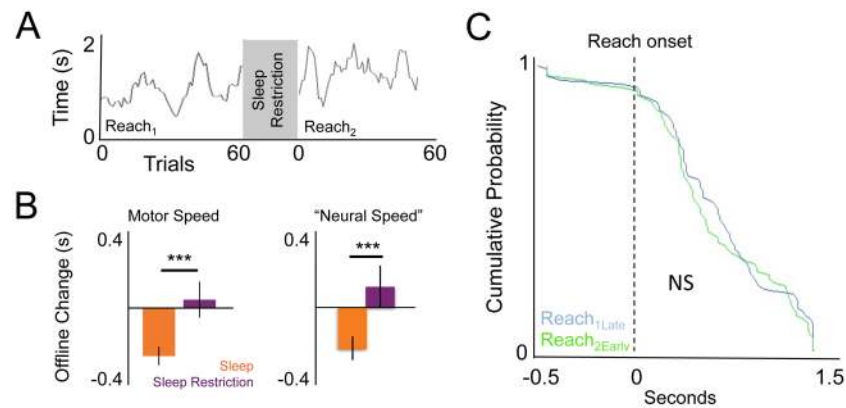 A
2
Time (s)
0
Reach1
Sleep
Restriction
Reach2
0
Trials
60
0
60
B
Motor Speed
"Neural Speed"
Offline Change (s)
0.4
***
-0.4
Sleep
Sleep Restriction
0.4
***
-0.4
C
Reach onset
1
Cumulative Probability
NS
Reach1Late
Reach2Early
0
-0.5
0
1.5
Seconds